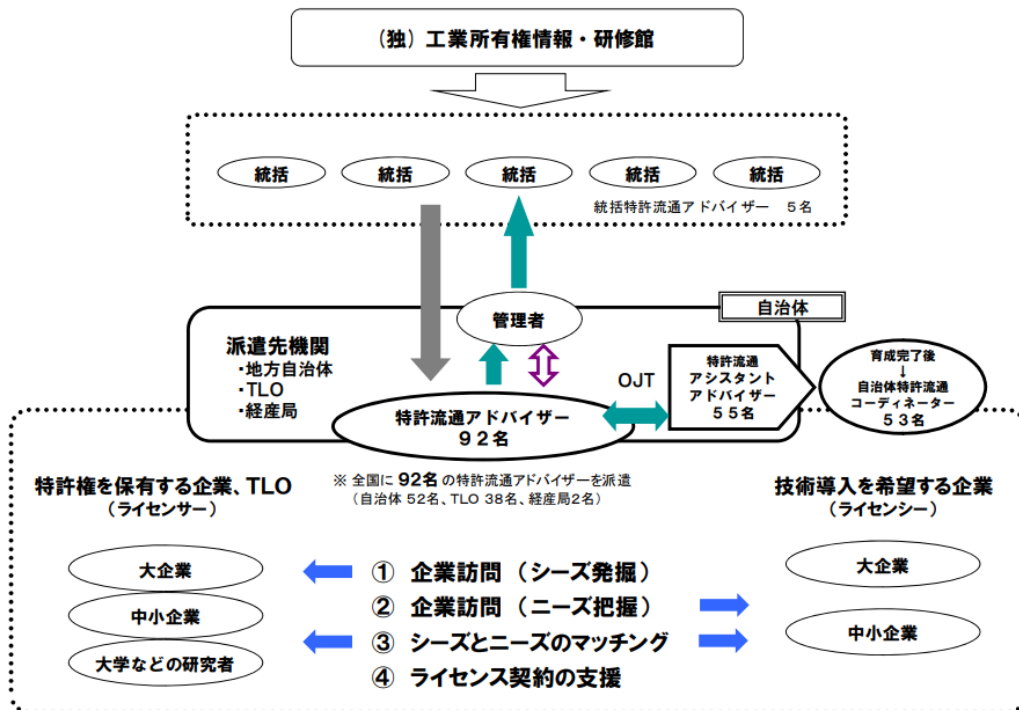 （独）工業所有権情報・研修館
統括
統括
統括
統括
統括
統括特許流通アドバイザー　５名
自治体
管理者
派遣先機関
・地方自治体
・TLO
・経産局
OJT
特許流通
アシスタント
アドバイザー
５５名
育成完了後
↓
自治体特許流通
コーディネーター
５３名
特許流通アドバイザー
９２名
※ 全国に 92名 の特許流通アドバイザーを派遣
（自治体 52名、TLO 38名、経産局2名）
特許権を保有する企業、TLO
（ライセンサー）
技術導入を希望する企業
（ライセンシー）
大企業
中小企業
大学などの研究者
① 企業訪問（シーズ発掘）
② 企業訪問（ニーズ把握）
③ シーズとニーズのマッチング
④ ライセンス契約の支援
大企業
中小企業